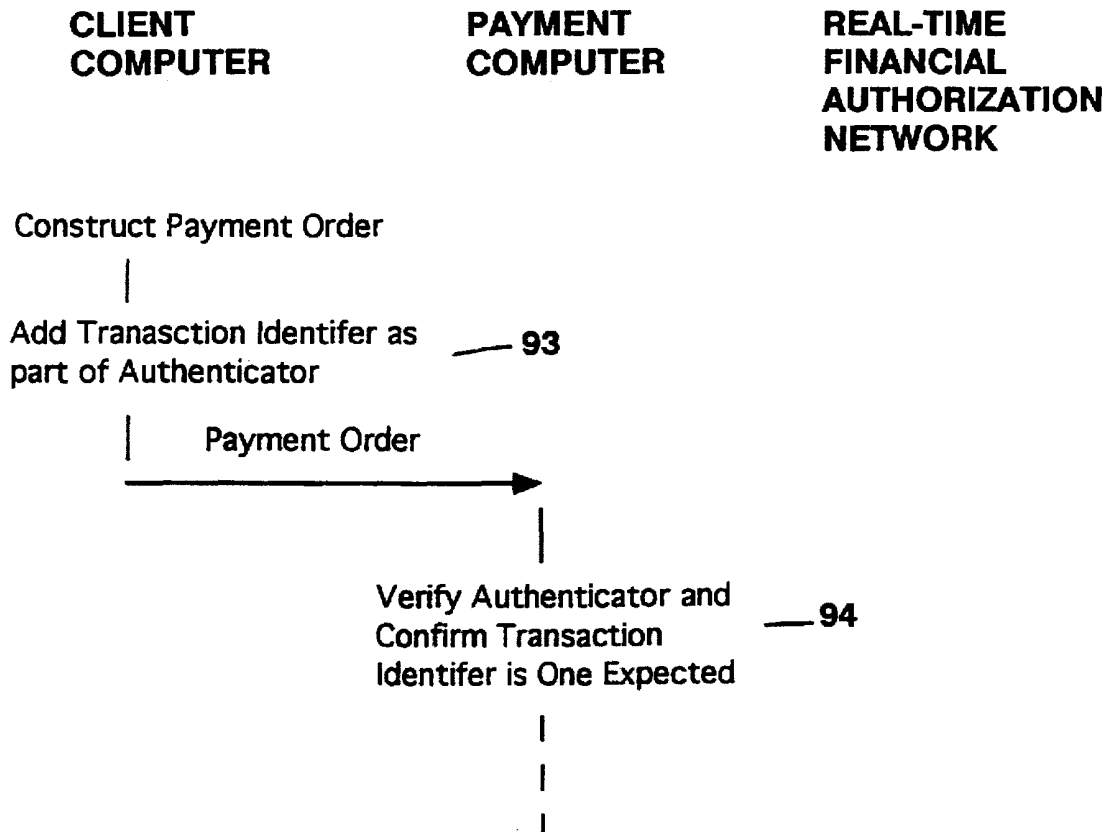 CLIENT
COMPUTER
PAYMENT
COMPUTER
REAL-TIME
FINANCIAL
AUTHORIZATION
NETWORK
Construct Payment Order
Add Tranasction Identifer as
part of Authenticator
93
Payment Order
Verify Authenticator and
Confirm Transaction
Identifer is One Expected
94